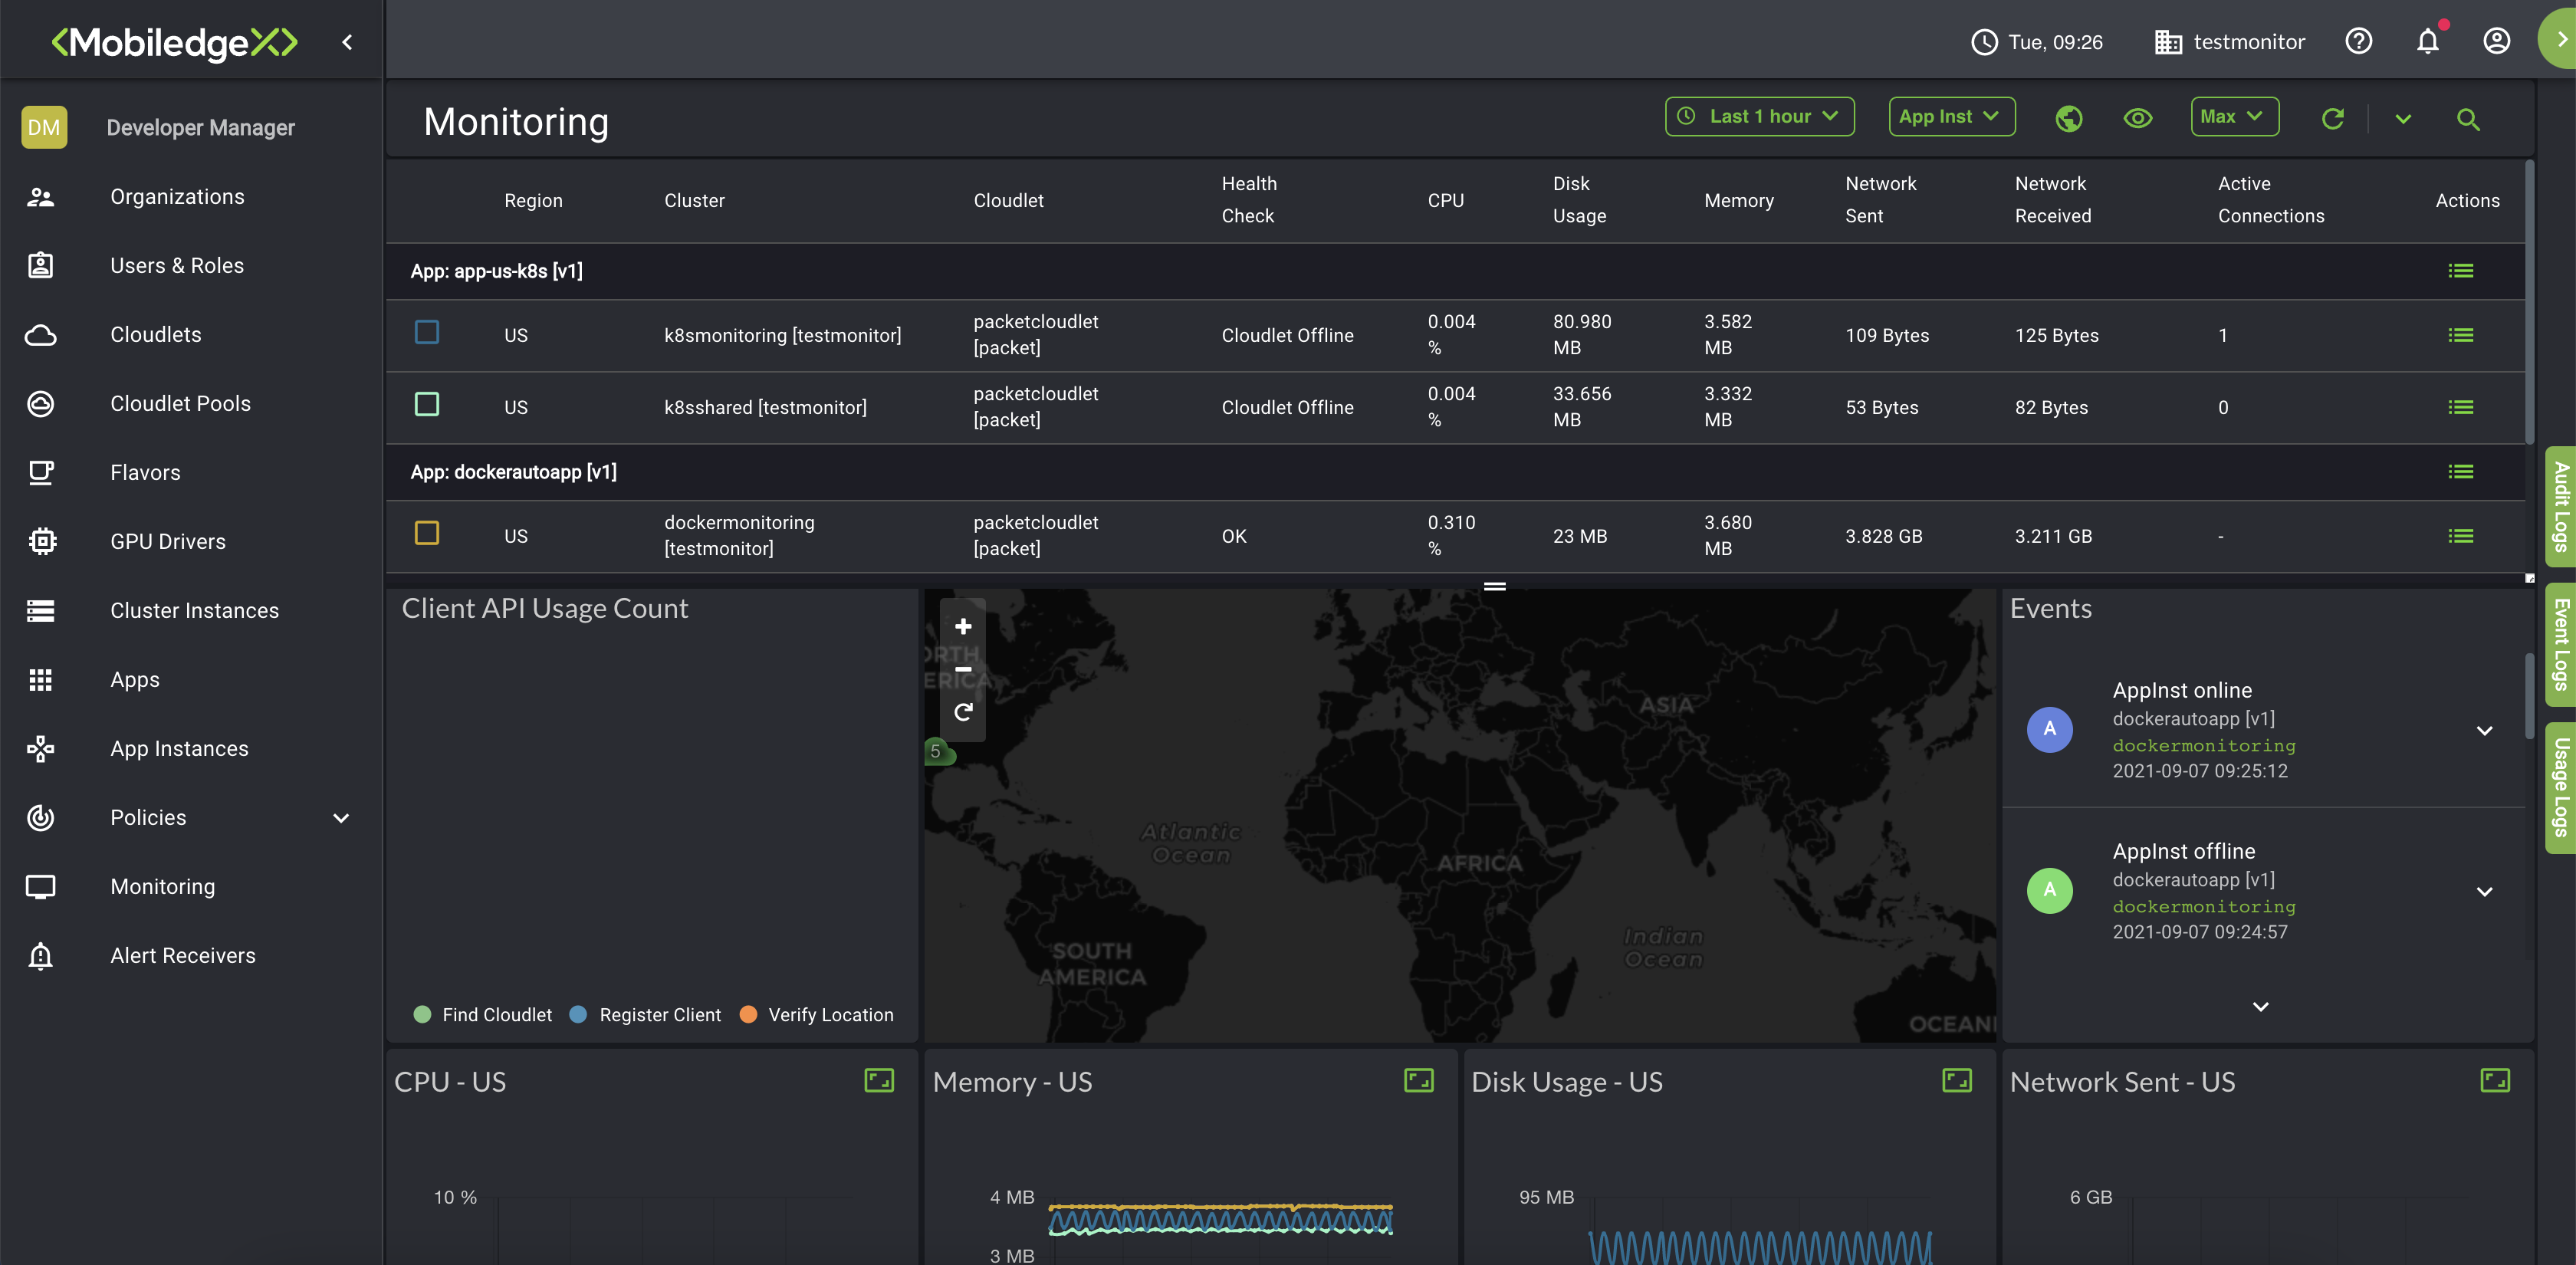 <MobiledgeX>
Tue, 09:26
testmonitor
DM
Developer Manager
Organizations
Users & Roles
Cloudlets
Cloudlet Pools
Flavors
GPU Drivers
Cluster Instances
Apps
App Instances
Policies
Monitoring
Alert Receivers
Monitoring
Last 1 hour
App Inst
Max
Region Cluster Cloudlet Health Check CPU Disk Usage Memory Network Sent Network Received Active Connections Actions
App: app-us-k8s [v1]
US k8smonitoring [testmonitor] packetcloudlet [packet] Cloudlet Offline 0.004 % 80.980 MB 3.582 MB 109 Bytes 125 Bytes 1
US k8sshared [testmonitor] packetcloudlet [packet] Cloudlet Offline 0.004 % 33.656 MB 3.332 MB 53 Bytes 82 Bytes 0
App: dockerautoapp [v1]
US dockermonitoring [testmonitor] packetcloudlet [packet] OK 0.310 % 23 MB 3.680 MB 3.828 GB 3.211 GB -
Client API Usage Count
Find Cloudlet
Register Client
Verify Location
5
ASIA
Atlantic
Ocean
AFRICA
SOUTH
AMERICA
Indian
Ocean
OCEANI
Events
A
AppInst online
dockerautoapp [v1]
dockermonitoring
2021-09-07 09:25:12
A
AppInst offline
dockerautoapp [v1]
dockermonitoring
2021-09-07 09:24:57
Audit Logs
Event Logs
Usage Logs
CPU - US
10 %
Memory - US
4 MB
3 MB
Disk Usage - US
95 MB
Network Sent - US
6 GB